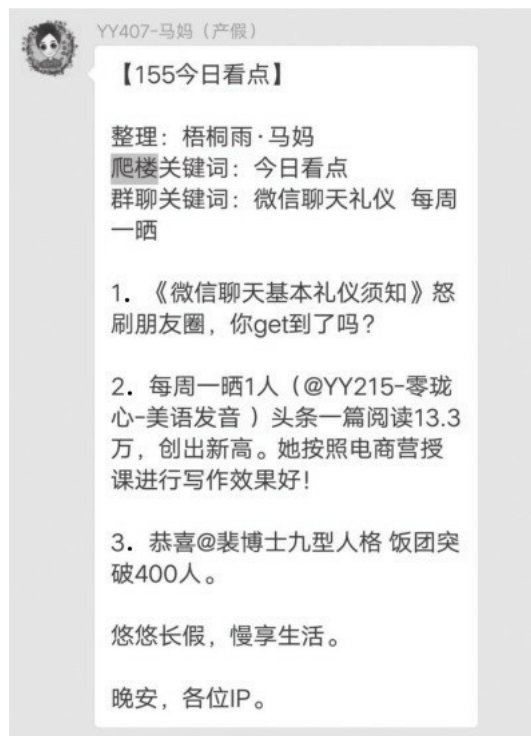 YY407-马妈（产假）
【155今日看点】
整理：梧桐雨·马妈
爬楼关键词：今日看点
群聊关键词：微信聊天礼仪 每周
一晒
1．《微信聊天基本礼仪须知》怒
刷朋友圈，你get到了吗？
2．每周一晒1人（@YY215-零珑
心-美语发音 ）头条一篇阅读13.3
万，创出新高。她按照电商营授
课进行写作效果好！
3．恭喜@裴博士九型人格 饭团突
破400人。
悠悠长假，慢享生活。
晚安，各位IP。